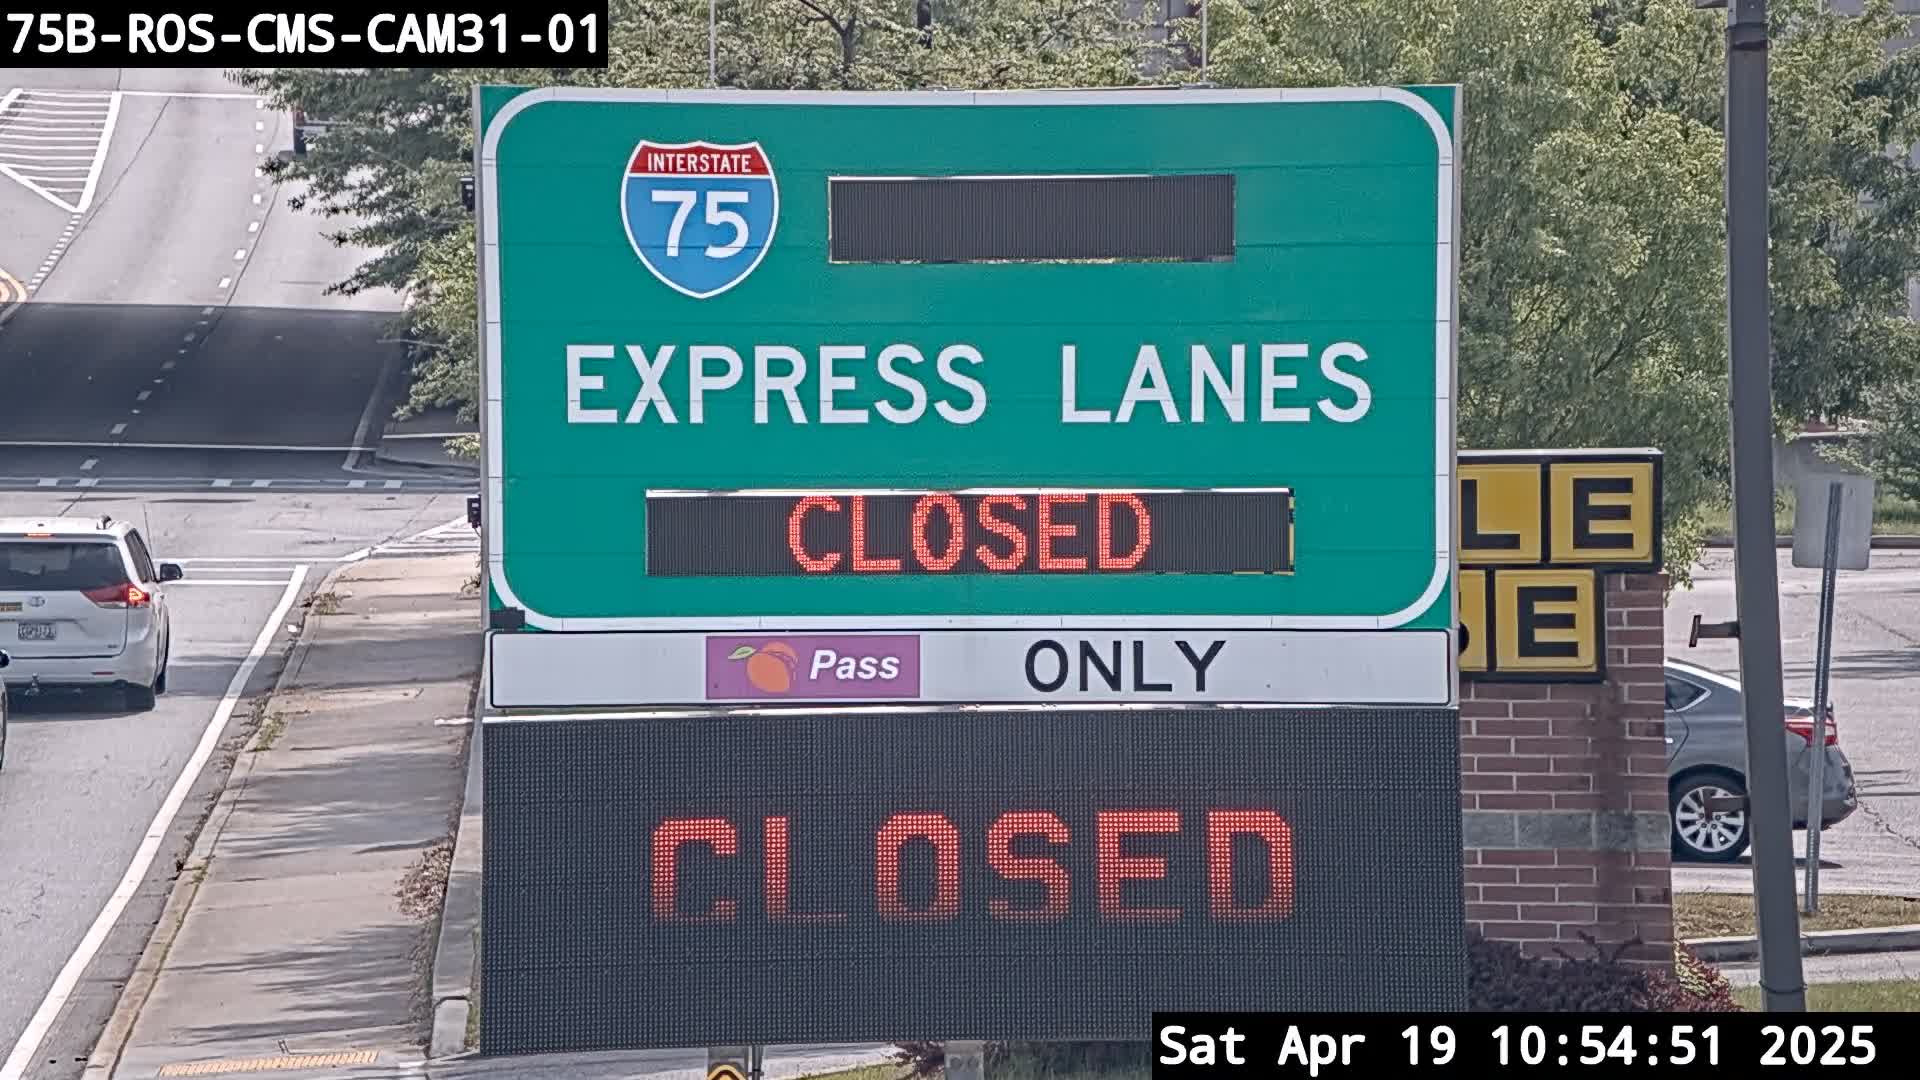 75B-ROS-CMS-CAM31-01
INTERSTATE
75
EXPRESS LANES
CLOSED
LE
E
Pass ONLY
CLOSED
Sat Apr 19 10:54:51 2025